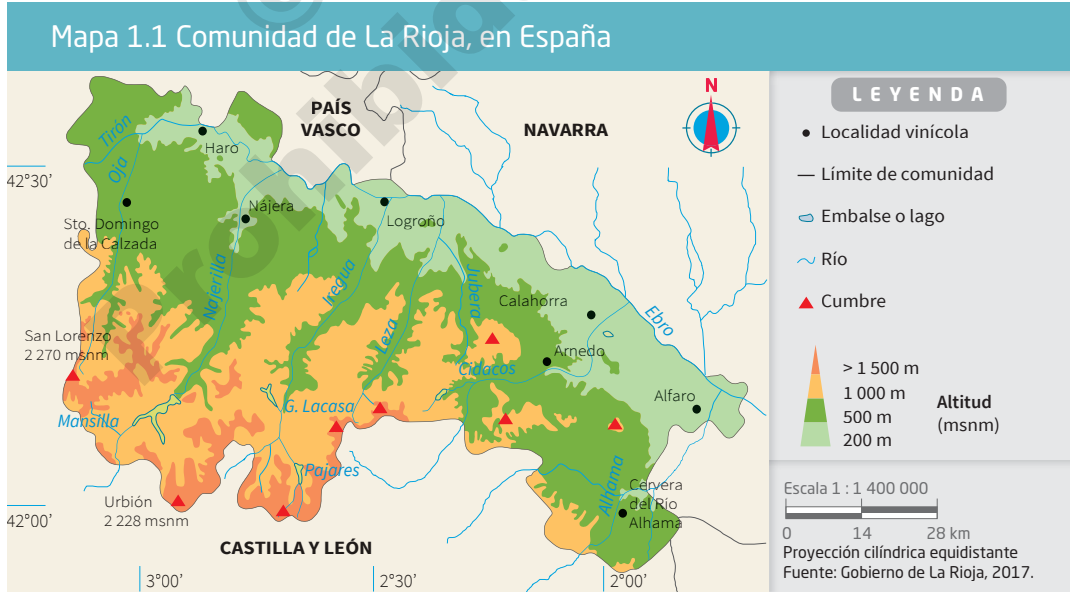 Mapa 1.1 Comunidad de La Rioja, en España
PAÍS
VASCO
NAVARRA
N
Tirón
Haro
Oja
42°30’
Sto. Domingo
de la Calzada
Nájera
Logroño
Najerilla
Iregua
Leza
Jubera
Calahorra
Ebro
San Lorenzo
2 270 msnm
Arnedo
Cidacos
Mansilla
G. Lacasa
Alfaro
Pajares
Urbión
2 228 msnm
Alhama
Cervera
del Río
Alhama
42°00’
CASTILLA Y LEÓN
3°00’
2°30’
2°00’
LEYENDA
Localidad vinícola
Límite de comunidad
Embalse o lago
Río
Cumbre
> 1 500 m
1 000 m
500 m
200 m
Altitud
(msnm)
Escala 1 : 1 400 000
0 14 28 km
Proyección cilíndrica equidistante
Fuente: Gobierno de La Rioja, 2017.